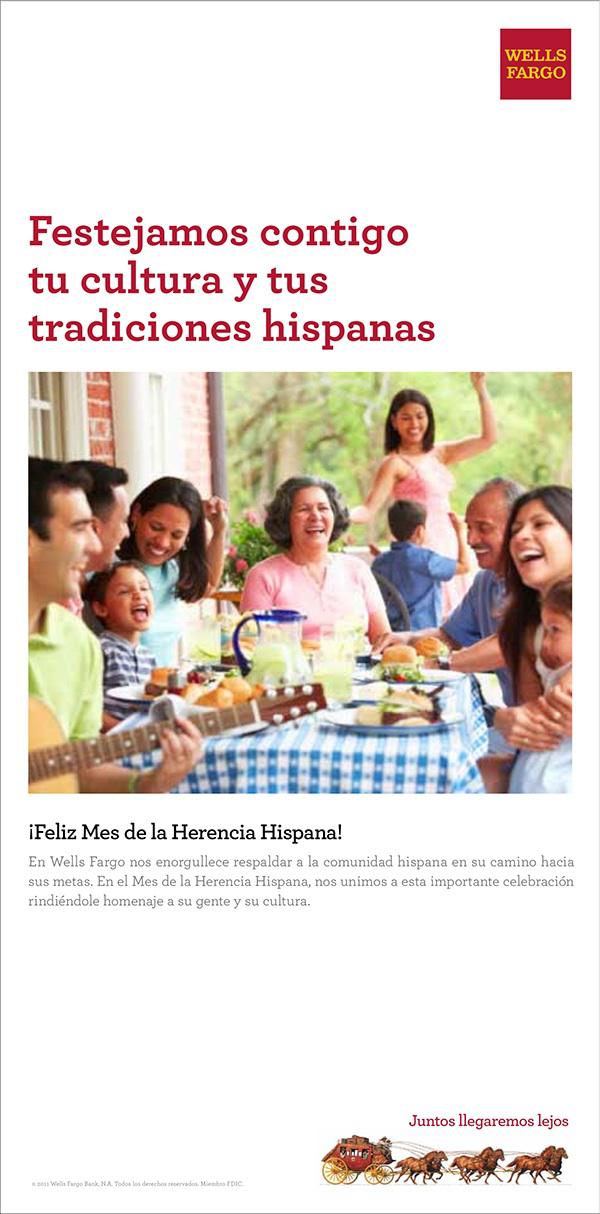 WELLS
FARGO
Festejamos contigo
tu cultura y tus
tradiciones hispanas
¡Feliz Mes de la Herencia Hispana!
En Wells Fargo nos enorgullece respaldar a la comunidad hispana en su camino hacia
sus metas. En el Mes de la Herencia Hispana, nos unimos a esta importante celebración
rindiéndole homenaje a su gente y su cultura.
Juntos llegaremos lejos
© 2011 Wells Fargo Bank, N.A. Todos los derechos reservados. Miembro FDIC.